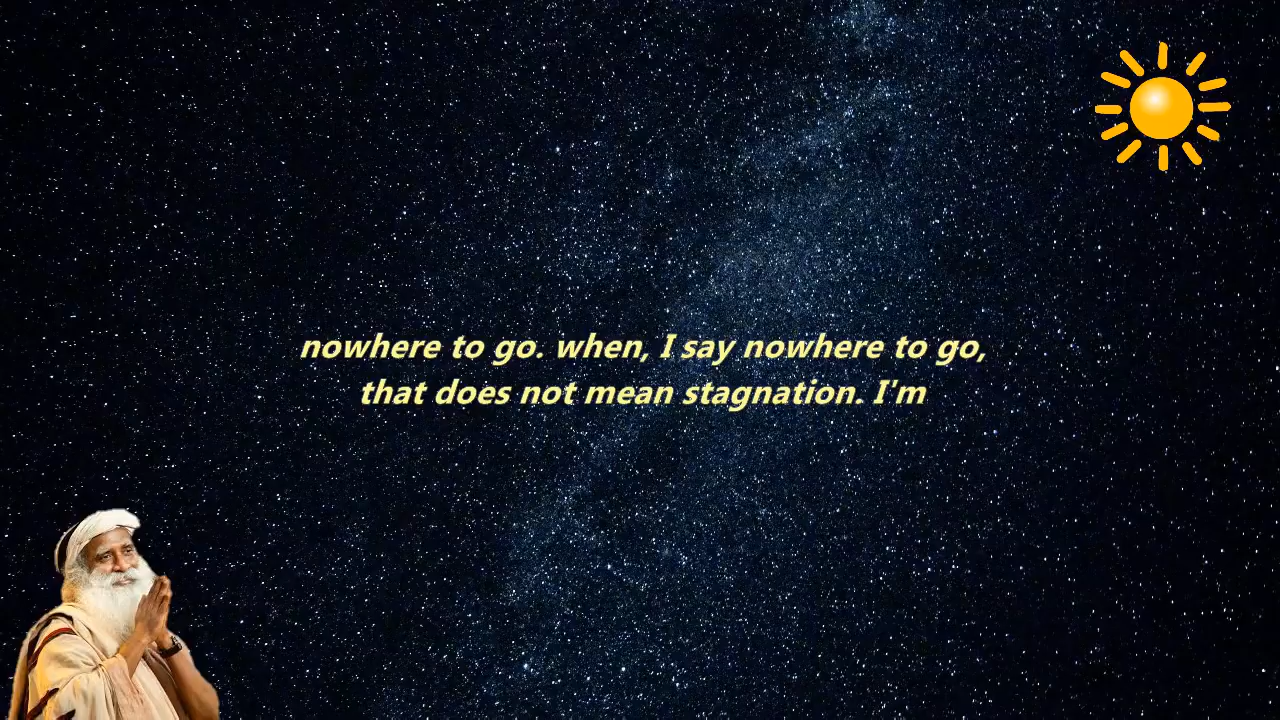 nowhere to go. when, I say nowhere to go,
that does not mean stagnation. I'm